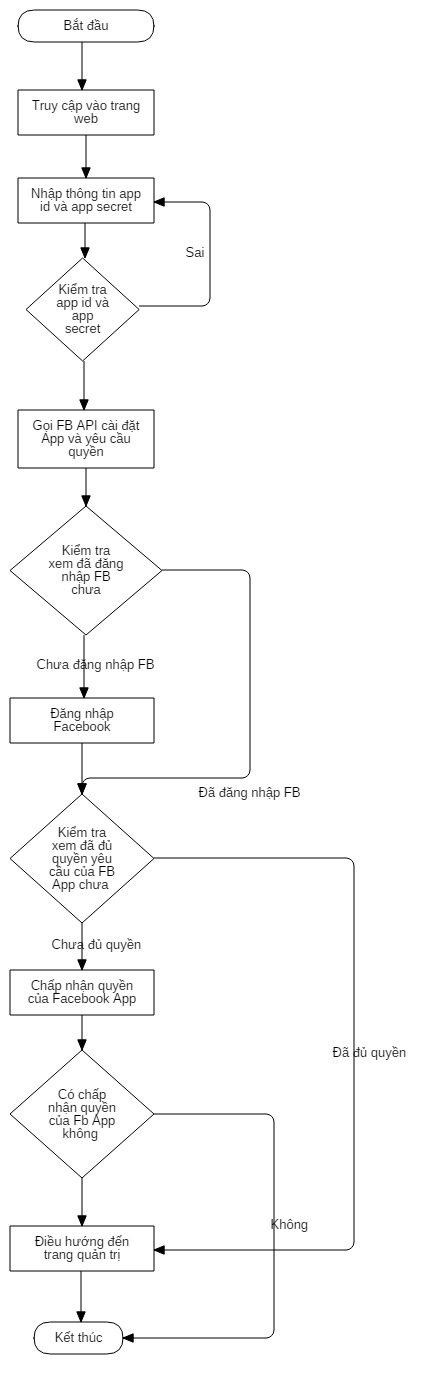 Bắt đầu
Truy cập vào trang
web
Nhập thông tin app
id và app secret
Sai
Kiểm tra
app id và
app
secret
Gọi FB API cài đặt
App và yêu cầu
quyền
Kiểm tra
xem đã đăng
nhập FB
chưa
Chưa đăng nhập FB
Đăng nhập
Facebook
Đã đăng nhập FB
Kiểm tra
xem đã đủ
quyền yêu
cầu của FB
App chưa
Chưa đủ quyền
Chấp nhận quyền
của Facebook App
Đã đủ quyền
Có chấp
nhận quyền
của Fb App
không
Không
Điều hướng đến
trang quản trị
Kết thúc